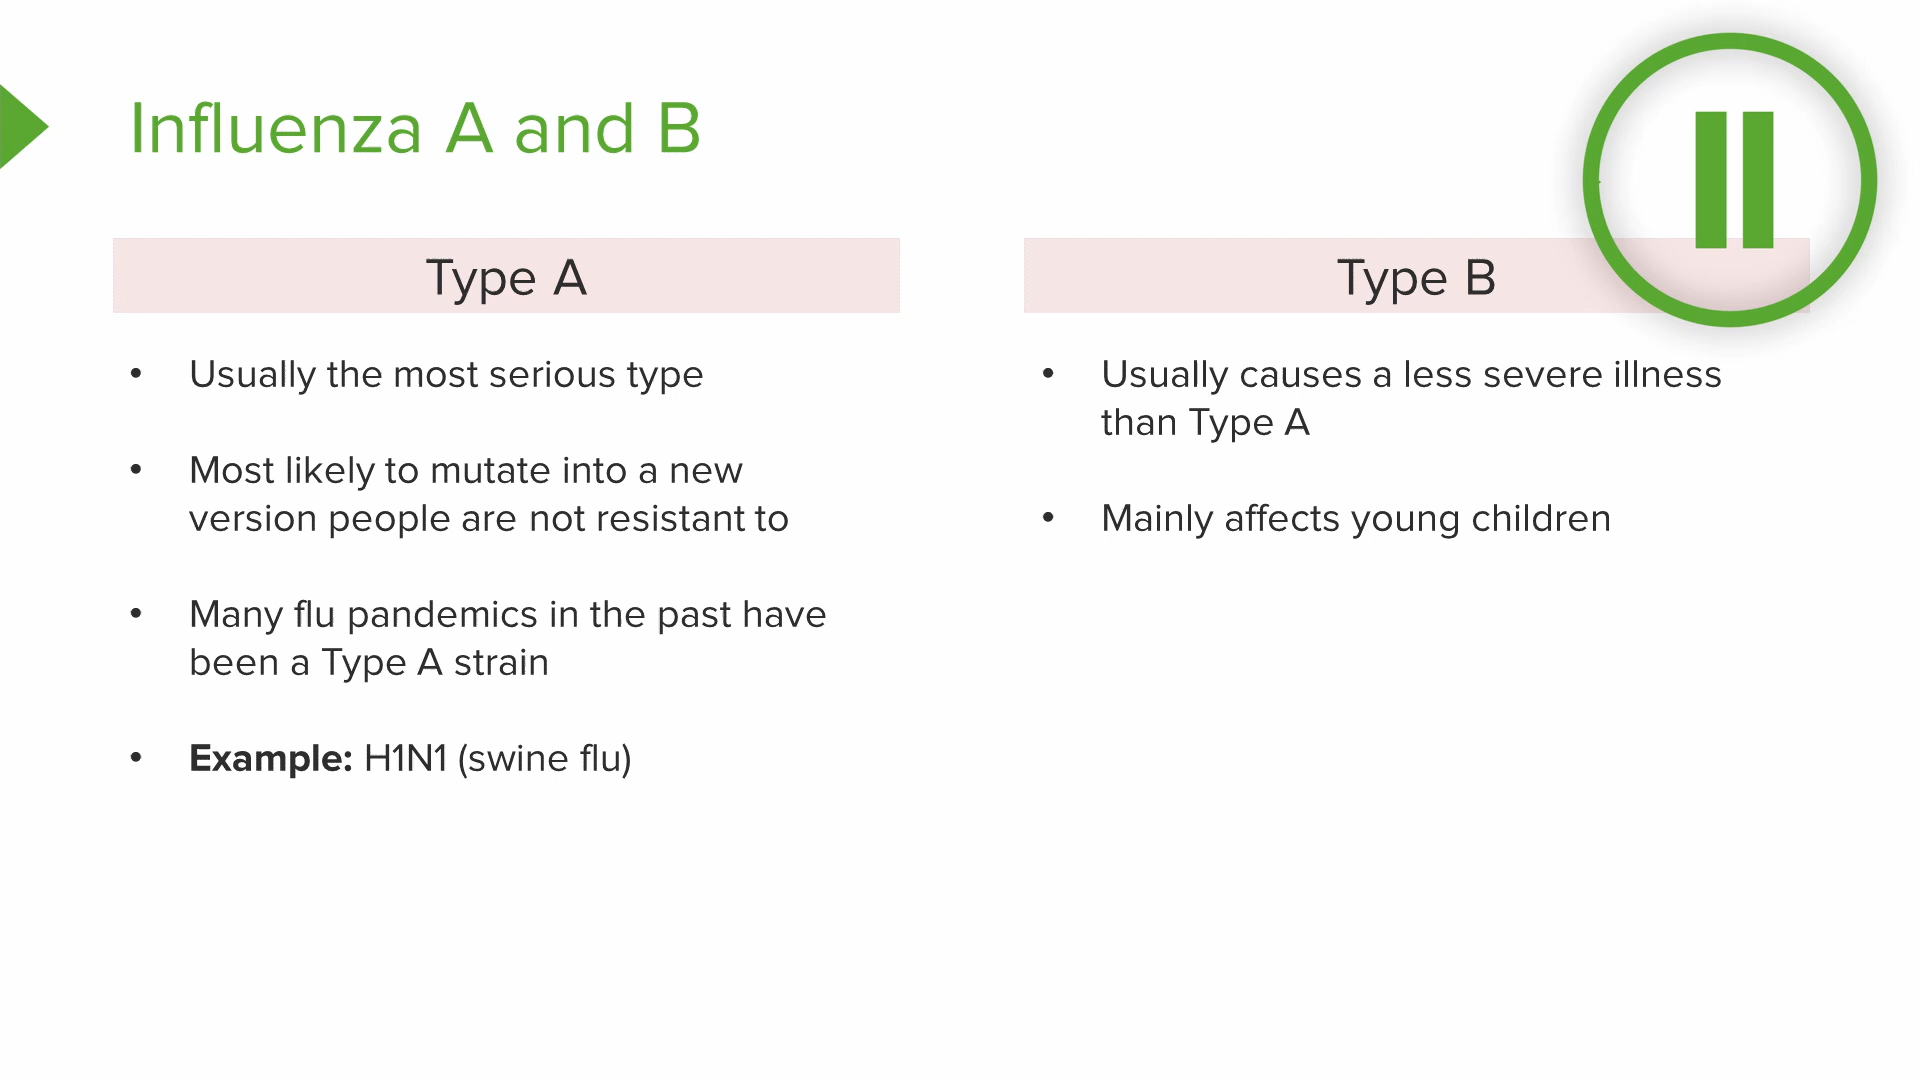 Influenza A and B
Type A
• Usually the most serious type
• Most likely to mutate into a new
version people are not resistant to
• Many flu pandemics in the past have
been a Type A strain
• Example: H1N1 (swine flu)
Type B
• Usually causes a less severe illness
than Type A
• Mainly affects young children